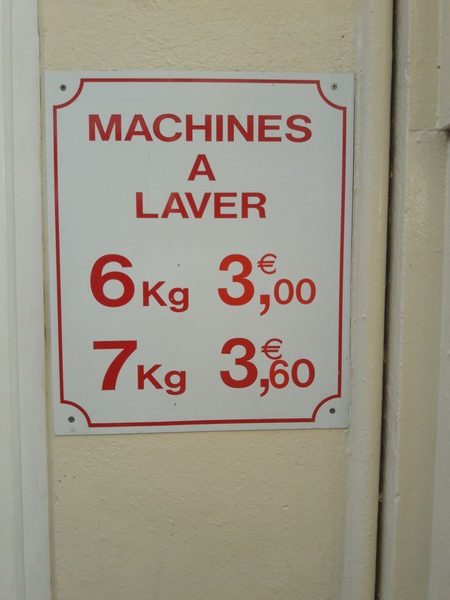 MACHINES
A
LAVER
6Kg 3€,00
7Kg 3€,60